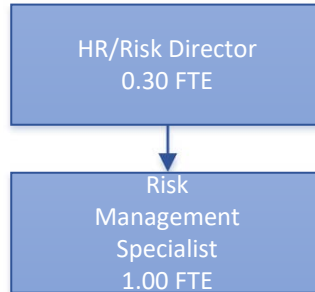 HR/Risk Director
0.30 FTE
Risk
Management
Specialist
1.00 FTE